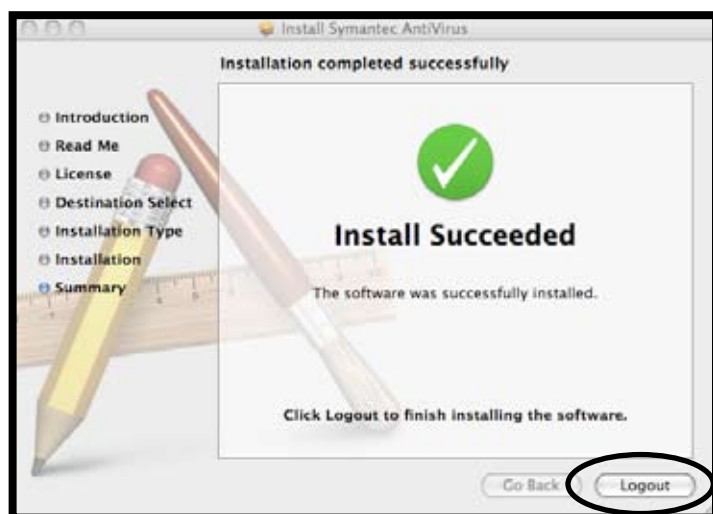 Install Symantec AntiVirus
Installation completed successfully
Introduction
Read Me
License
Destination Select
Installation Type
Installation
Summary
Install Succeeded
The software was successfully installed.
Click Logout to finish installing the software.
Go Back
Logout